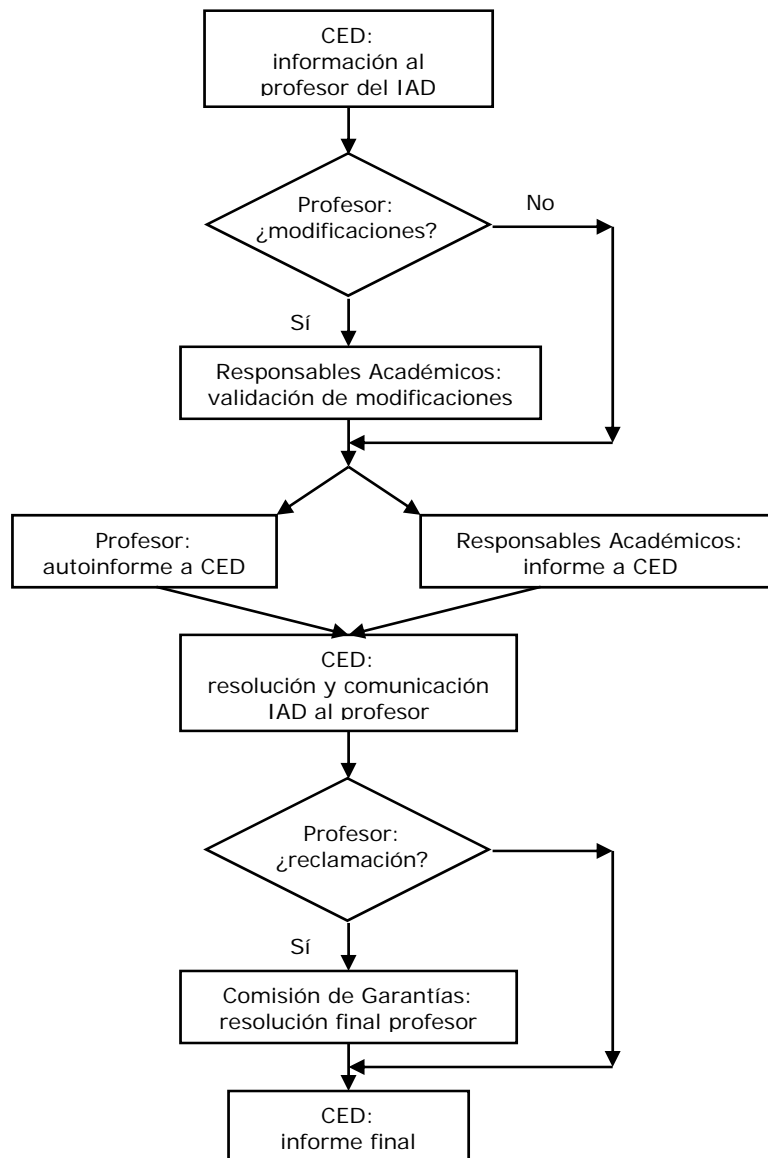 CED:
información al
profesor del IAD
Profesor:
¿modificaciones?
No
Sí
Responsables Académicos:
validación de modificaciones
Profesor:
autoinforme a CED
Responsables Académicos:
informe a CED
CED:
resolución y comunicación
IAD al profesor
Profesor:
¿reclamación?
Sí
Comisión de Garantías:
resolución final profesor
CED:
informe final